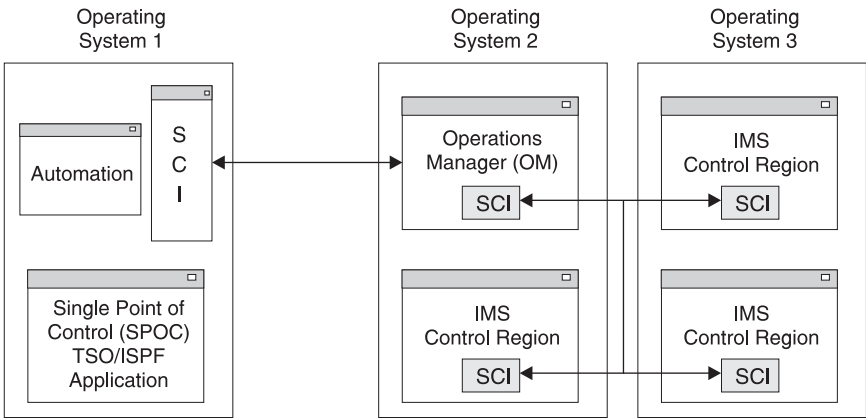 Operating
System 1
Operating
System 2
Operating
System 3
Automation
S
C
I
Single Point of
Control (SPOC)
TSO/ISPF
Application
Operations
Manager (OM)
SCI
IMS
Control Region
SCI
IMS
Control Region
SCI
IMS
Control Region
SCI